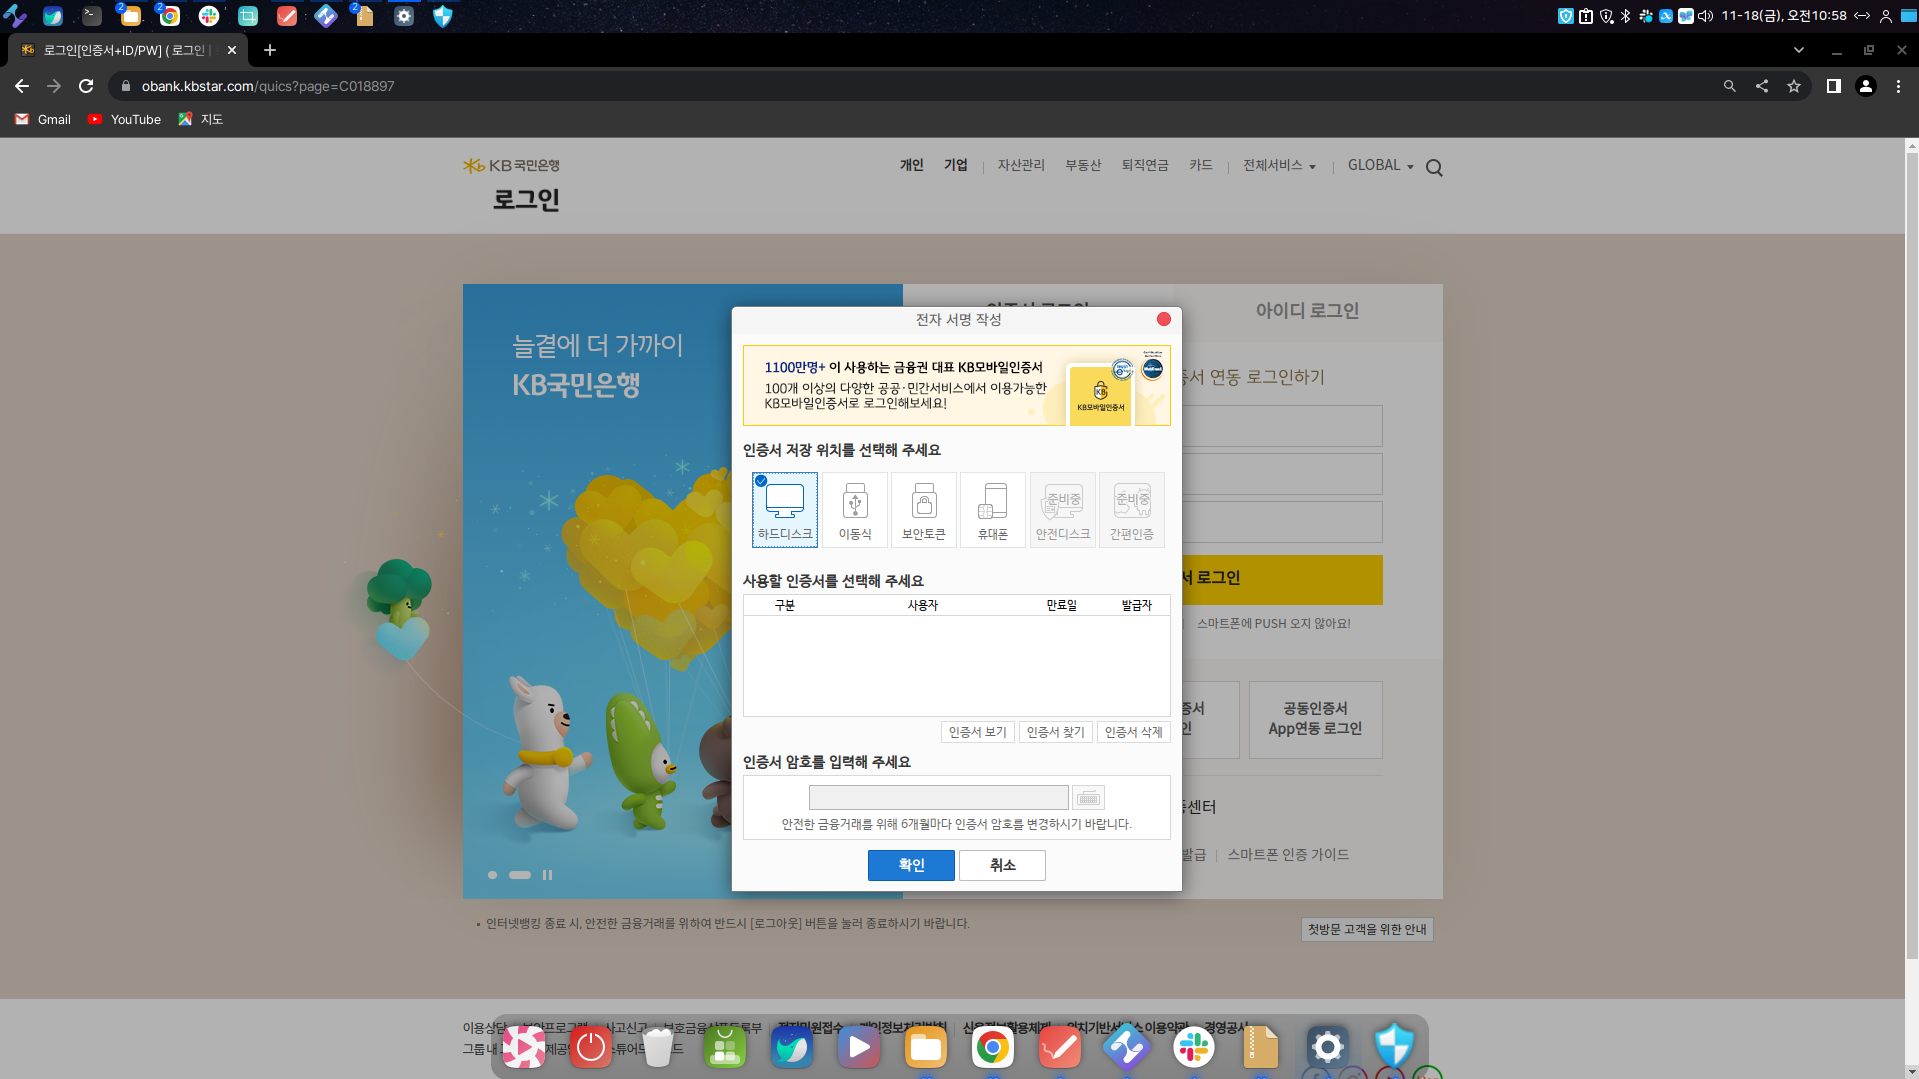 2
2
2
11-18(금), 오전10:58
로그인[인증서+ID/PW] ( 로그인 |
obank.kbstar.com/quics?page=C018897
Gmail
YouTube
지도
KB국민은행
로그인
개인
기업
자산관리
부동산
퇴직연금
카드
전체서비스
GLOBAL
늘곁에 더 가까이
KB국민은행
아이디 로그인
증서 연동 로그인하기
서 로그인
스마트폰에 PUSH 오지 않아요!
증서
인
공동인증서
App연동 로그인
센터
발급
스마트폰 인증 가이드
전자 서명 작성
1100만명+ 이 사용하는 금융권 대표 KB모바일인증서
100개 이상의 다양한 공공·민간서비스에서 이용가능한
KB모바일인증서로 로그인해보세요!
KB
KB모바일인증서
인증서 저장 위치를 선택해 주세요
하드디스크
이동식
보안토큰
휴대폰
준비중
안전디스크
준비중
간편인증
사용할 인증서를 선택해 주세요
구분
사용자
만료일
발급자
인증서 보기
인증서 찾기
인증서 삭제
인증서 암호를 입력해 주세요
안전한 금융거래를 위해 6개월마다 인증서 암호를 변경하시기 바랍니다.
확인
취소
인터넷뱅킹 종료 시, 안전한 금융거래를 위하여 반드시 [로그아웃] 버튼을 눌러 종료하시기 바랍니다.
첫방문 고객을 위한 안내
이용상담
사고신고
이용약관
경영공시
그룹 내